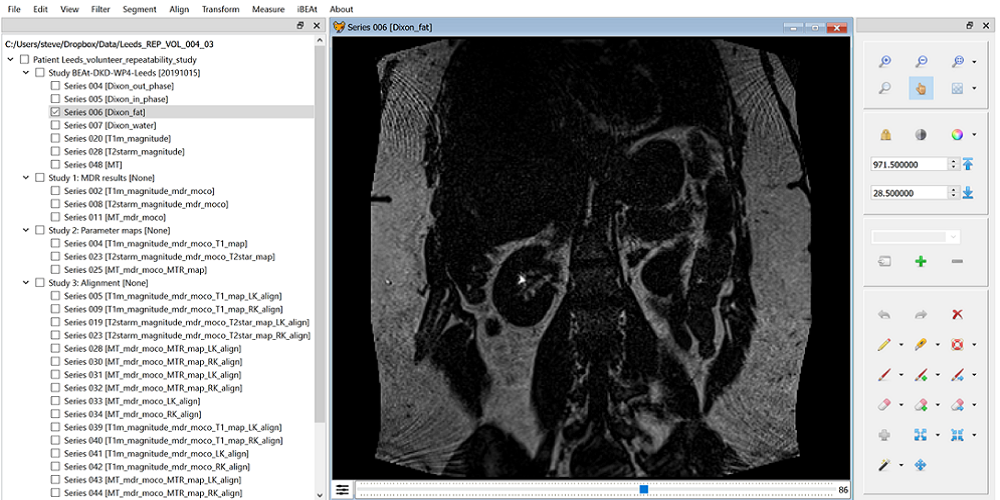 File Edit View Filter Segment Align Transform Measure iBEAt About
C:/Users/steve/Dropbox/Data/Leeds_REP_VOL_004_03
Patient Leeds_volunteer_repeatability_study
Study BEAt-DKD-WP4-Leeds [20191015]
Series 004 [Dixon_out_phase]
Series 005 [Dixon_in_phase]
Series 006 [Dixon_fat]
Series 007 [Dixon_water]
Series 020 [T1m_magnitude]
Series 028 [T2starm_magnitude]
Series 048 [MT]
Study 1: MDR results [None]
Series 002 [T1m_magnitude_mdr_moco]
Series 008 [T2starm_magnitude_mdr_moco]
Series 011 [MT_mdr_moco]
Study 2: Parameter maps [None]
Series 004 [T1m_magnitude_mdr_moco_T1_map]
Series 023 [T2starm_magnitude_mdr_moco_T2star_map]
Series 025 [MT_mdr_moco_MTR_map]
Study 3: Alignment [None]
Series 005 [T1m_magnitude_mdr_moco_T1_map_LK_align]
Series 009 [T1m_magnitude_mdr_moco_T1_map_RK_align]
Series 019 [T2starm_magnitude_mdr_moco_T2star_map_LK_align]
Series 023 [T2starm_magnitude_mdr_moco_T2star_map_RK_align]
Series 028 [MT_mdr_moco_MTR_map_LK_align]
Series 030 [MT_mdr_moco_MTR_map_RK_align]
Series 031 [MT_mdr_moco_MTR_map_LK_align]
Series 032 [MT_mdr_moco_MTR_map_RK_align]
Series 033 [MT_mdr_moco_LK_align]
Series 034 [MT_mdr_moco_RK_align]
Series 039 [T1m_magnitude_mdr_moco_T1_map_LK_align]
Series 040 [T1m_magnitude_mdr_moco_T1_map_RK_align]
Series 041 [T1m_magnitude_mdr_moco_LK_align]
Series 042 [T1m_magnitude_mdr_moco_RK_align]
Series 043 [MT_mdr_moco_MTR_map_LK_align]
Series 044 [MT_mdr_moco_MTR_map_RK_align]
Series 006 [Dixon_fat]
86
971.500000
28.500000